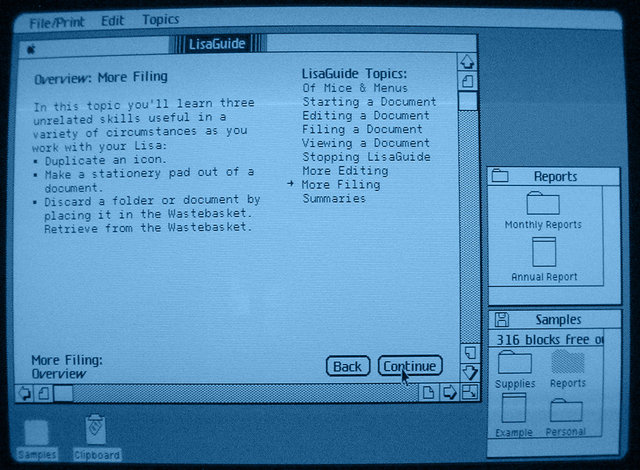 File/Print Edit Topics
LisaGuide
Overview: More Filing
In this topic you'll learn three
unrelated skills useful in a
variety of circumstances as you
work with your Lisa:
▪ Duplicate an icon.
▪ Make a stationery pad out of a
document.
▪ Discard a folder or document by
placing it in the Wastebasket.
Retrieve from the Wastebasket.
LisaGuide Topics:
Of Mice & Menus
Starting a Document
Editing a Document
Filing a Document
Viewing a Document
Stopping LisaGuide
More Editing
→ More Filing
Summaries
More Filing:
Overview
Back
Continue
Reports
Monthly Reports
Annual Report
Samples
316 blocks free o
Supplies
Reports
Example
Personal
Samples
Clipboard